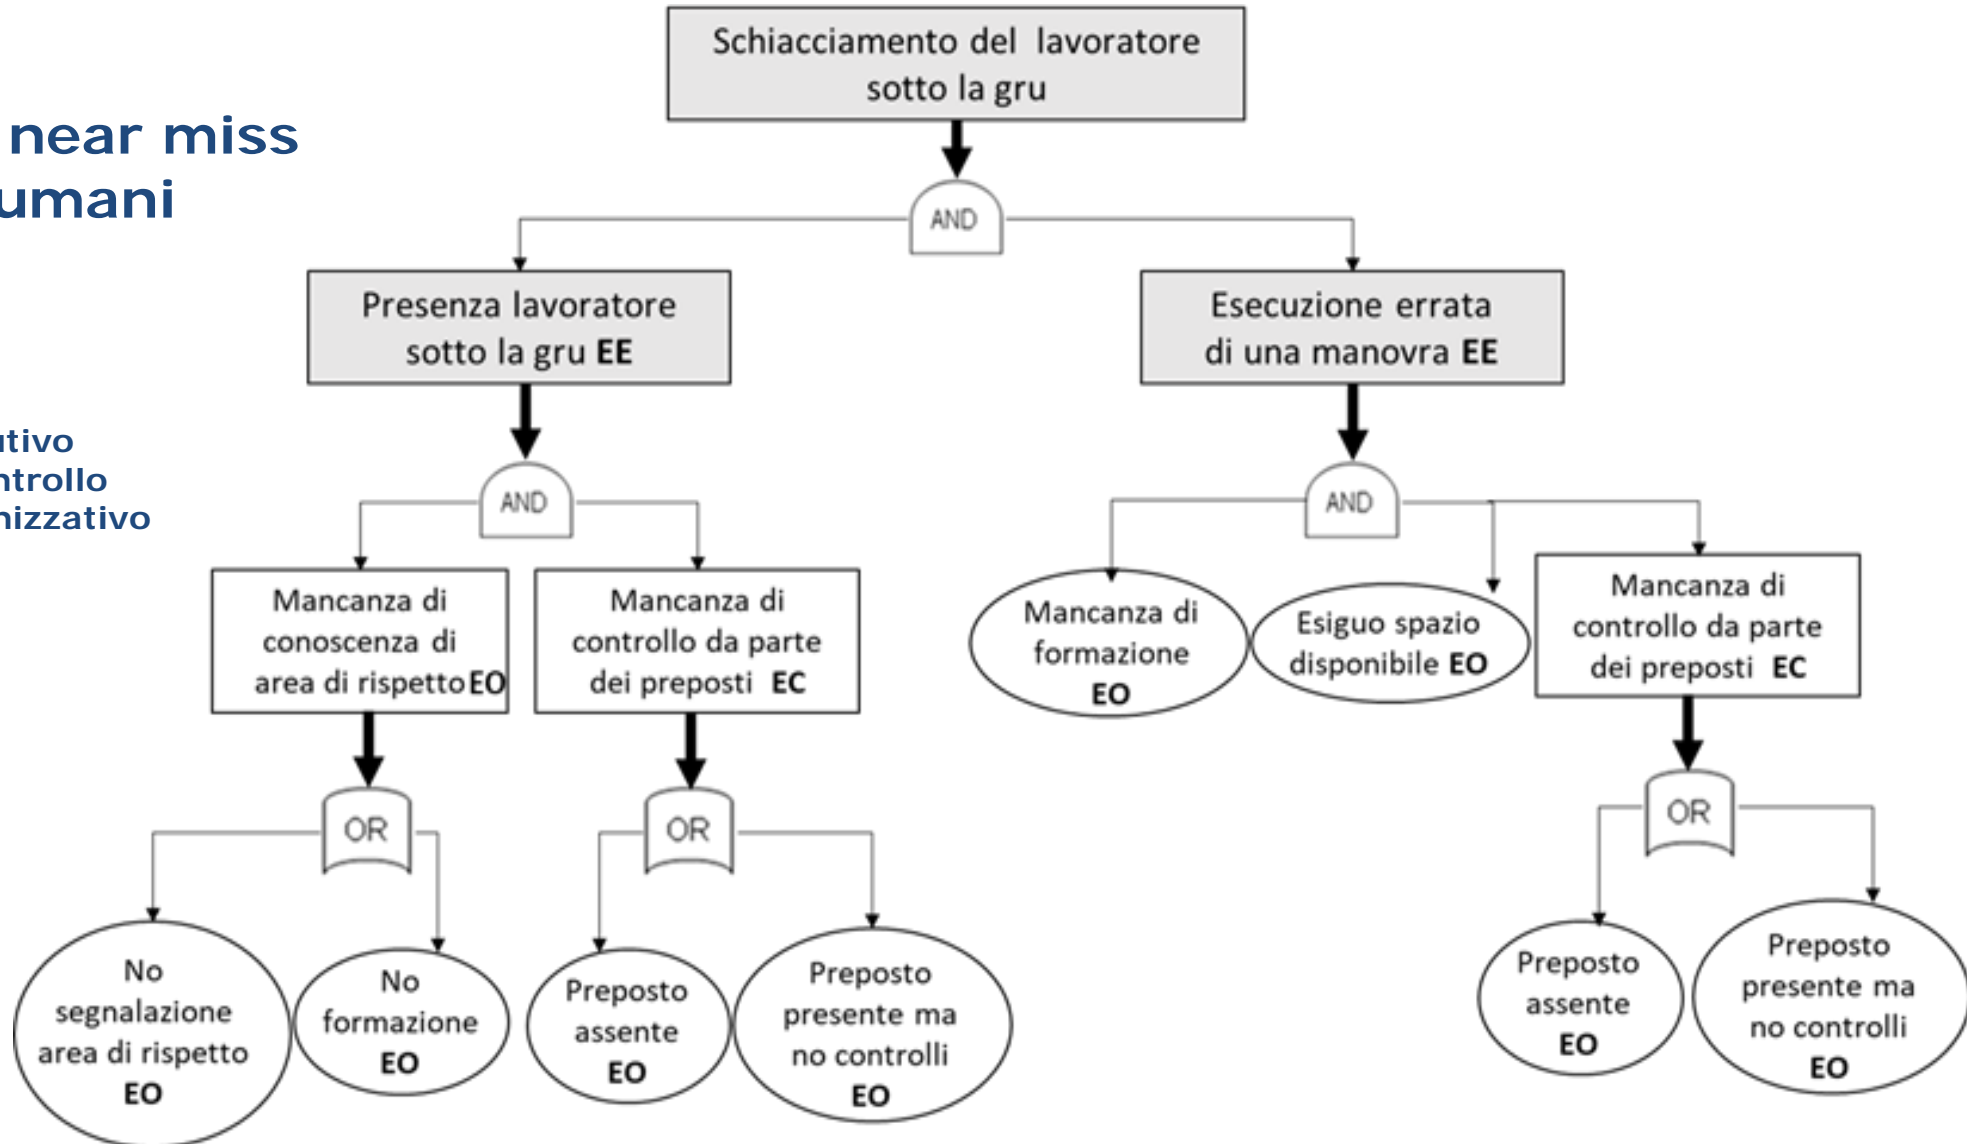 Schiacciamento del lavoratore
sotto la gru
near miss
umani
AND
Presenza lavoratore
sotto la gru EE
Esecuzione errata
di una manovra EE
utivo
ntrollo
nizzativo
AND
AND
Mancanza di
conoscenza di
area di rispetto EO
Mancanza di
controllo da parte
dei preposti EC
Mancanza di
formazione
EO
Esiguo spazio
disponibile EO
Mancanza di
controllo da parte
dei preposti EC
OR
OR
OR
No
segnalazione
area di rispetto
EO
No
formazione
EO
Preposto
assente
EO
Preposto
presente ma
no controlli
EO
Preposto
assente
EO
Preposto
presente ma
no controlli
EO